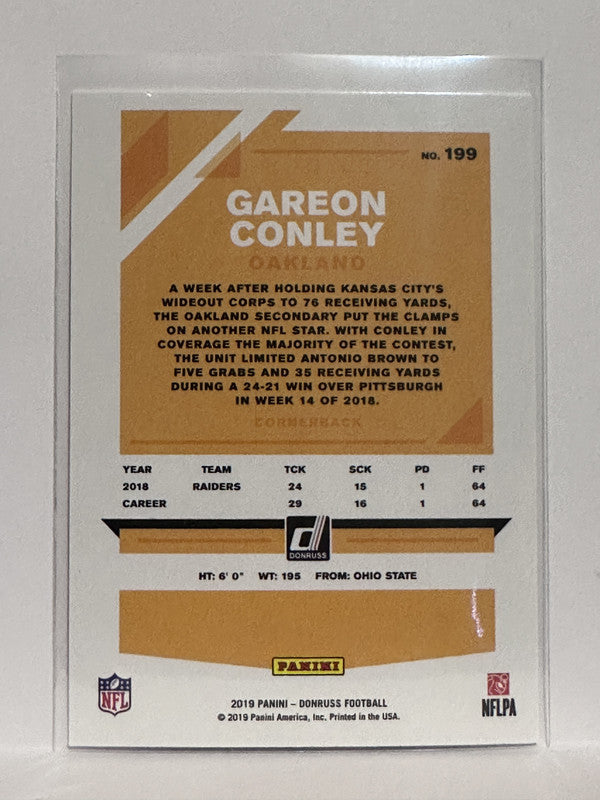 NO. 199
GAREON
CONLEY
OAKLAND
A WEEK AFTER HOLDING KANSAS CITY'S
WIDEOUT CORPS TO 76 RECEIVING YARDS,
THE OAKLAND SECONDARY PUT THE CLAMPS
ON ANOTHER NFL STAR. WITH CONLEY IN
COVERAGE THE MAJORITY OF THE CONTEST,
THE UNIT LIMITED ANTONIO BROWN TO
FIVE GRABS AND 35 RECEIVING YARDS
DURING A 24-21 WIN OVER PITTSBURGH
IN WEEK 14 OF 2018.
CORNERBACK
YEAR TEAM TCK SCK PD FF
2018 RAIDERS 24 15 1 64
CAREER 29 16 1 64
d
DONRUSS
HT: 6' 0" WT: 195 FROM: OHIO STATE
PANINI
NFL
2019 PANINI – DONRUSS FOOTBALL
© 2019 Panini America, Inc. Printed in the USA.
NFLPA